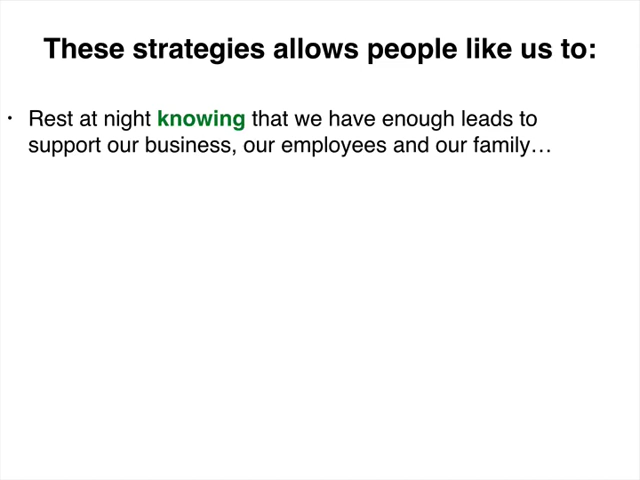 These strategies allows people like us to:
• Rest at night knowing that we have enough leads to
support our business, our employees and our family…